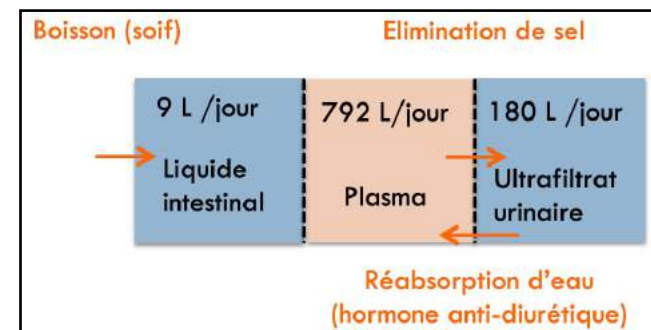 Boisson (soif)
Elimination de sel
9 L /jour
792 L/jour
180 L /jour
Liquide
intestinal
Plasma
Ultrafiltrat
urinaire
Réabsorption d'eau
(hormone anti-diurétique)